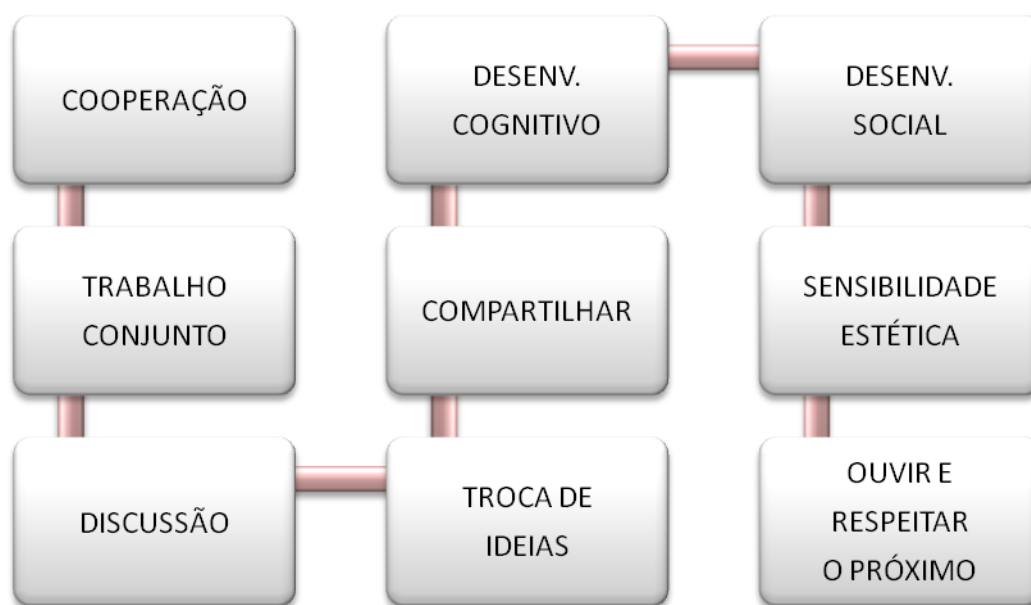 COOPERAÇÃO
TRABALHO
CONJUNTO
DISCUSSÃO
TROCA DE
IDEIAS
COMPARTILHAR
DESENV.
COGNITIVO
DESENV.
SOCIAL
SENSIBILIDADE
ESTÉTICA
OUVIR E
RESPEITAR
O PRÓXIMO